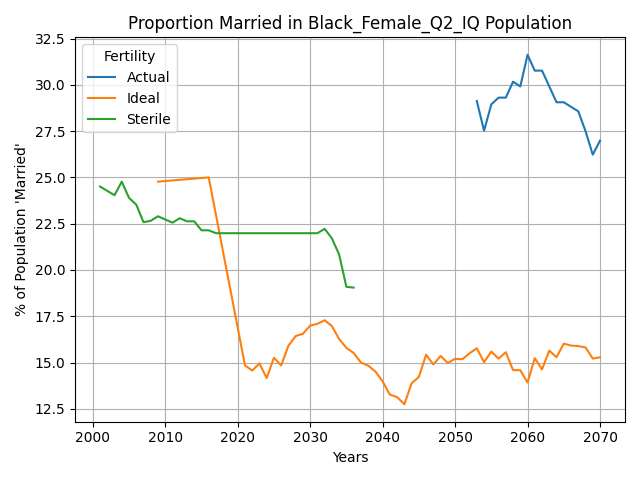 Proportion Married in Black_Female_Q2_IQ Population
% of Population 'Married'
32.5
30.0
27.5
25.0
22.5
20.0
17.5
15.0
12.5
Fertility
Actual
Ideal
Sterile
2000 2010 2020 2030 2040 2050 2060 2070
Years